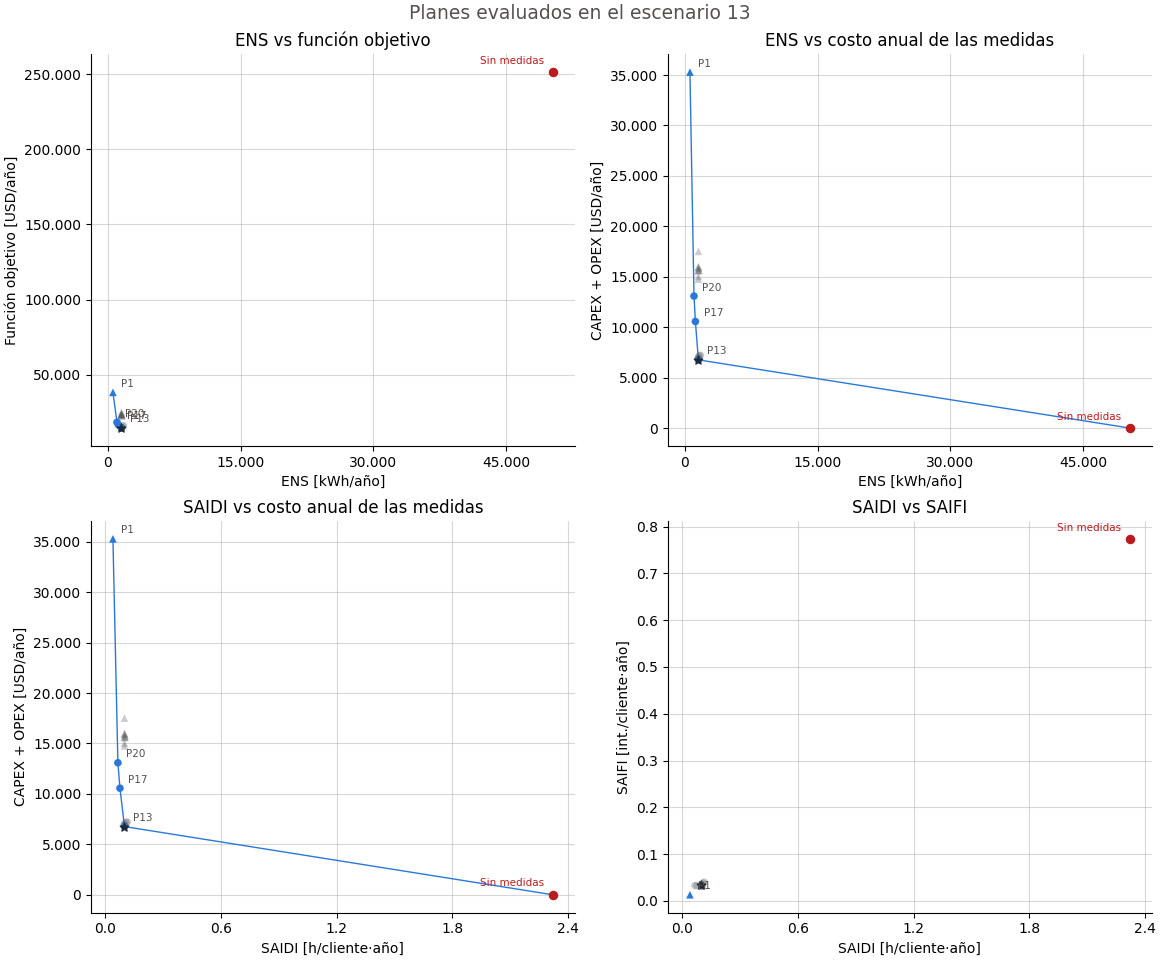 Planes evaluados en el escenario 13
ENS vs función objetivo
Función objetivo [USD/año]
250.000
200.000
150.000
100.000
50.000
0
15.000
30.000
45.000
ENS [kWh/año]
Sin medidas
P1
P20
P13
ENS vs costo anual de las medidas
CAPEX + OPEX [USD/año]
35.000
30.000
25.000
20.000
15.000
10.000
5.000
0
0
15.000
30.000
45.000
ENS [kWh/año]
P1
P20
P17
P13
Sin medidas
SAIDI vs costo anual de las medidas
CAPEX + OPEX [USD/año]
35.000
30.000
25.000
20.000
15.000
10.000
5.000
0
0.0
0.6
1.2
1.8
2.4
SAIDI [h/cliente·año]
P1
P20
P17
P13
Sin medidas
SAIDI vs SAIFI
SAIFI [int./cliente·año]
0.8
0.7
0.6
0.5
0.4
0.3
0.2
0.1
0.0
0.0
0.6
1.2
1.8
2.4
SAIDI [h/cliente·año]
Sin medidas